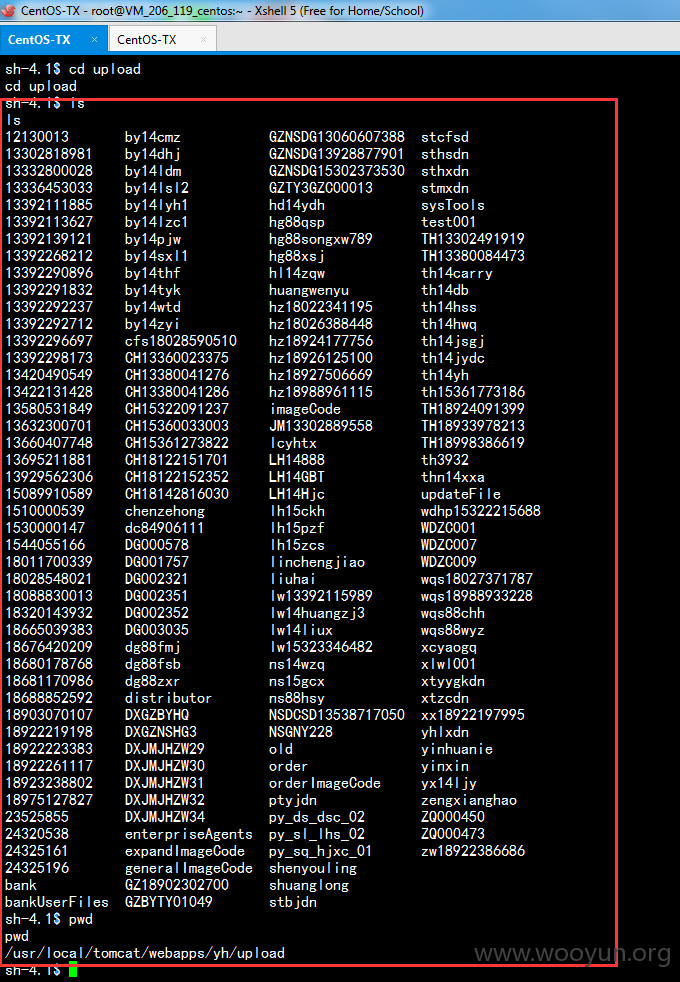 CentOS-TX - root@VM_206_119_centos:~ - Xshell 5 (Free for Home/School)
CentOS-TX × CentOS-TX ×
sh-4.1$ cd upload
cd upload
sh-4.1$ ls
ls
12130013 by14cmz GZNSDG13060607388 stcfsd
13302818981 by14dhj GZNSDG13928877901 sthsdn
13332800028 by14ldm GZNSDG15302373530 sthxdn
13336453033 by14lsl2 GZTY3GZC00013 stmxdn
13392111885 by14lyh1 hd14ydh sysTools
13392113627 by14lzc1 hg88qsp test001
13392139121 by14pjw hg88songxw789 TH13302491919
13392268212 by14sxl1 hg88xsj TH13380084473
13392290896 by14thf hl14zqw th14carry
13392291832 by14tyk huangwenyu th14db
13392292237 by14wtd hz18022341195 th14hss
13392292712 by14zyi hz18026388448 th14hwq
13392296697 cfs18028590510 hz18924177756 th14jsgj
13392298173 CH13360023375 hz18926125100 th14jydc
13420490549 CH13380041276 hz18927506669 th14yh
13422131428 CH13380041286 hz18988961115 th15361773186
13580531849 CH15322091237 imageCode TH18924091399
13632300701 CH15360033003 JM13302889558 TH18933978213
13660407748 CH15361273822 lcyhtx TH18998386619
13695211881 CH18122151701 LH14888 th3932
13929562306 CH18122152352 LH14GBT thn14xxa
15089910589 CH18142816030 LH14Hjc updateFile
1510000539 chenzehong lh15ckh wdhp15322215688
1530000147 dc84906111 lh15pzf WDZC001
1544055166 DG000578 lh15zcs WDZC007
18011700339 DG001757 linchengjiao WDZC009
18028548021 DG002321 liuhai wqs18027371787
18088830013 DG002351 lw13392115989 wqs18988933228
18320143932 DG002352 lw14huangzj3 wqs88chh
18665039383 DG003035 lw14liux wqs88wyz
18676420209 dg88fmj lw15323346482 xcyaogq
18680178768 dg88fsb ns14wzq xlwl001
18681170986 dg88zxr ns15gcx xtyygkdn
18688852592 distributor ns88hsy xtzcdn
18903070107 DXGZBYHQ NSDCSD13538717050 xx18922197995
18922219198 DXGZNSHG3 NSGNY228 yhlxdn
18922223383 DXJMJHZW29 old yinhuanie
18922261117 DXJMJHZW30 order yinxin
18923238802 DXJMJHZW31 orderImageCode yx14ljy
18975127827 DXJMJHZW32 ptyjdn zengxianghao
23525855 DXJMJHZW34 py_ds_dsc_02 ZQ000450
24320538 enterpriseAgents py_sl_lhs_02 ZQ000473
24325161 expandImageCode py_sq_hjxc_01 zw18922386686
24325196 generalImageCode shenyouling
bank GZ18902302700 shuanglong
bankUserFiles GZBYTY01049 stbjdn
sh-4.1$ pwd
pwd
/usr/local/tomcat/webapps/yh/upload
sh-4.1$
www.wooyun.org